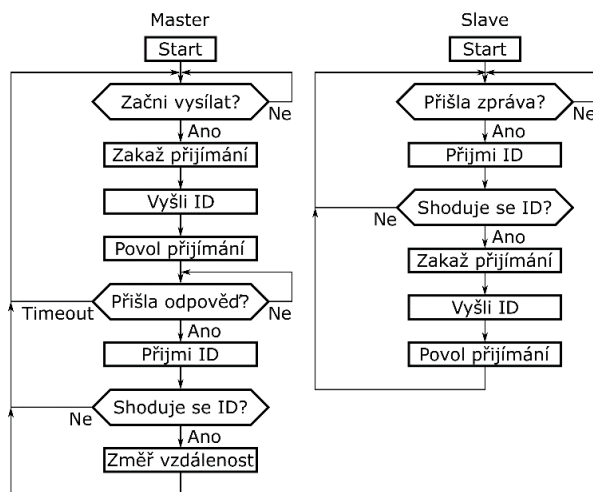 Master
Start
Začni vysílat?
Ne
Ano
Zakaž přijímání
Vyšli ID
Povol přijímání
Přišla odpověď?
Timeout
Ne
Ano
Přijmi ID
Shoduje se ID?
Ne
Ano
Změř vzdálenost
Slave
Start
Přišla zpráva?
Ne
Ano
Přijmi ID
Shoduje se ID?
Ne
Ano
Zakaž přijímání
Vyšli ID
Povol přijímání